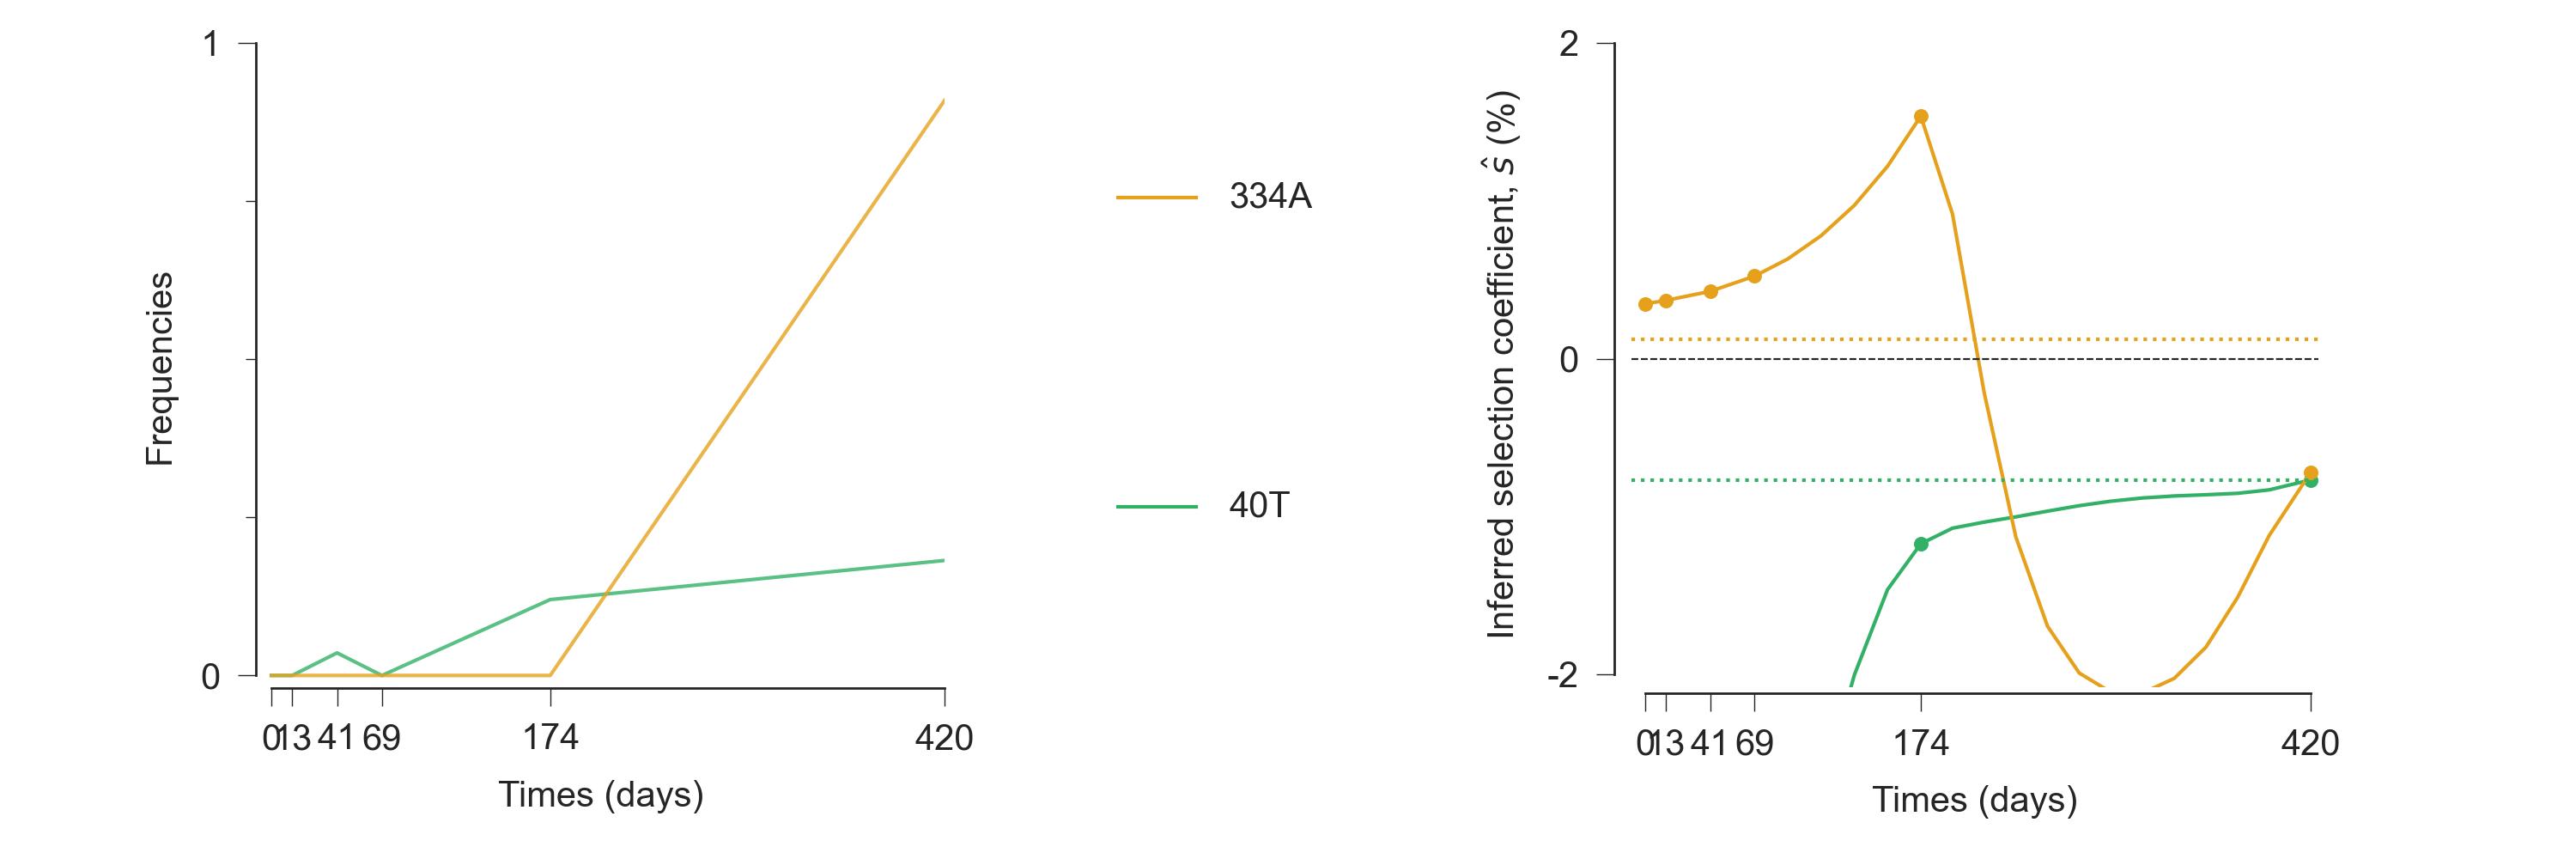 1
Frequencies
0
0
13
41
69
174
420
Times (days)
334A
40T
2
Inferred selection coefficient, ŝ (%)
0
-2
0
13
41
69
174
420
Times (days)